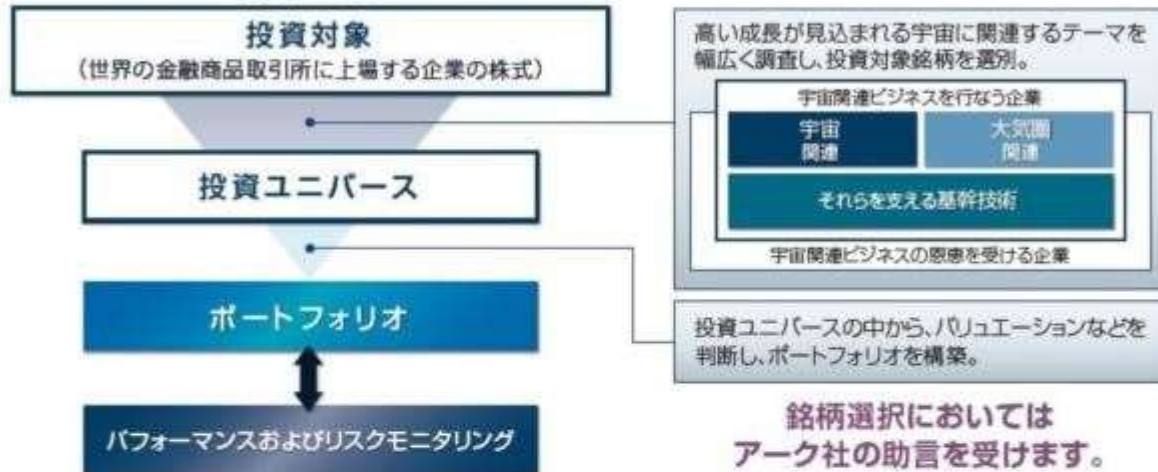 投資対象
（世界の金融商品取引所に上場する企業の株式）
投資ユニバース
ポートフォリオ
パフォーマンスおよびリスクモニタリング
高い成長が見込まれる宇宙に関連するテーマを
幅広く調査し、投資対象銘柄を選別。
宇宙関連ビジネスを行なう企業
宇宙
関連
大気圏
関連
それらを支える基幹技術
宇宙関連ビジネスの恩恵を受ける企業
投資ユニバースの中から、バリュエーションなどを
判断し、ポートフォリオを構築。
銘柄選択においては
アーク社の助言を受けます。